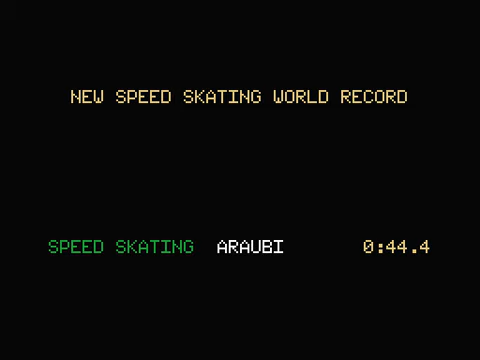 NEW SPEED SKATING WORLD RECORD
SPEED SKATING ARAUBI 0:44.4